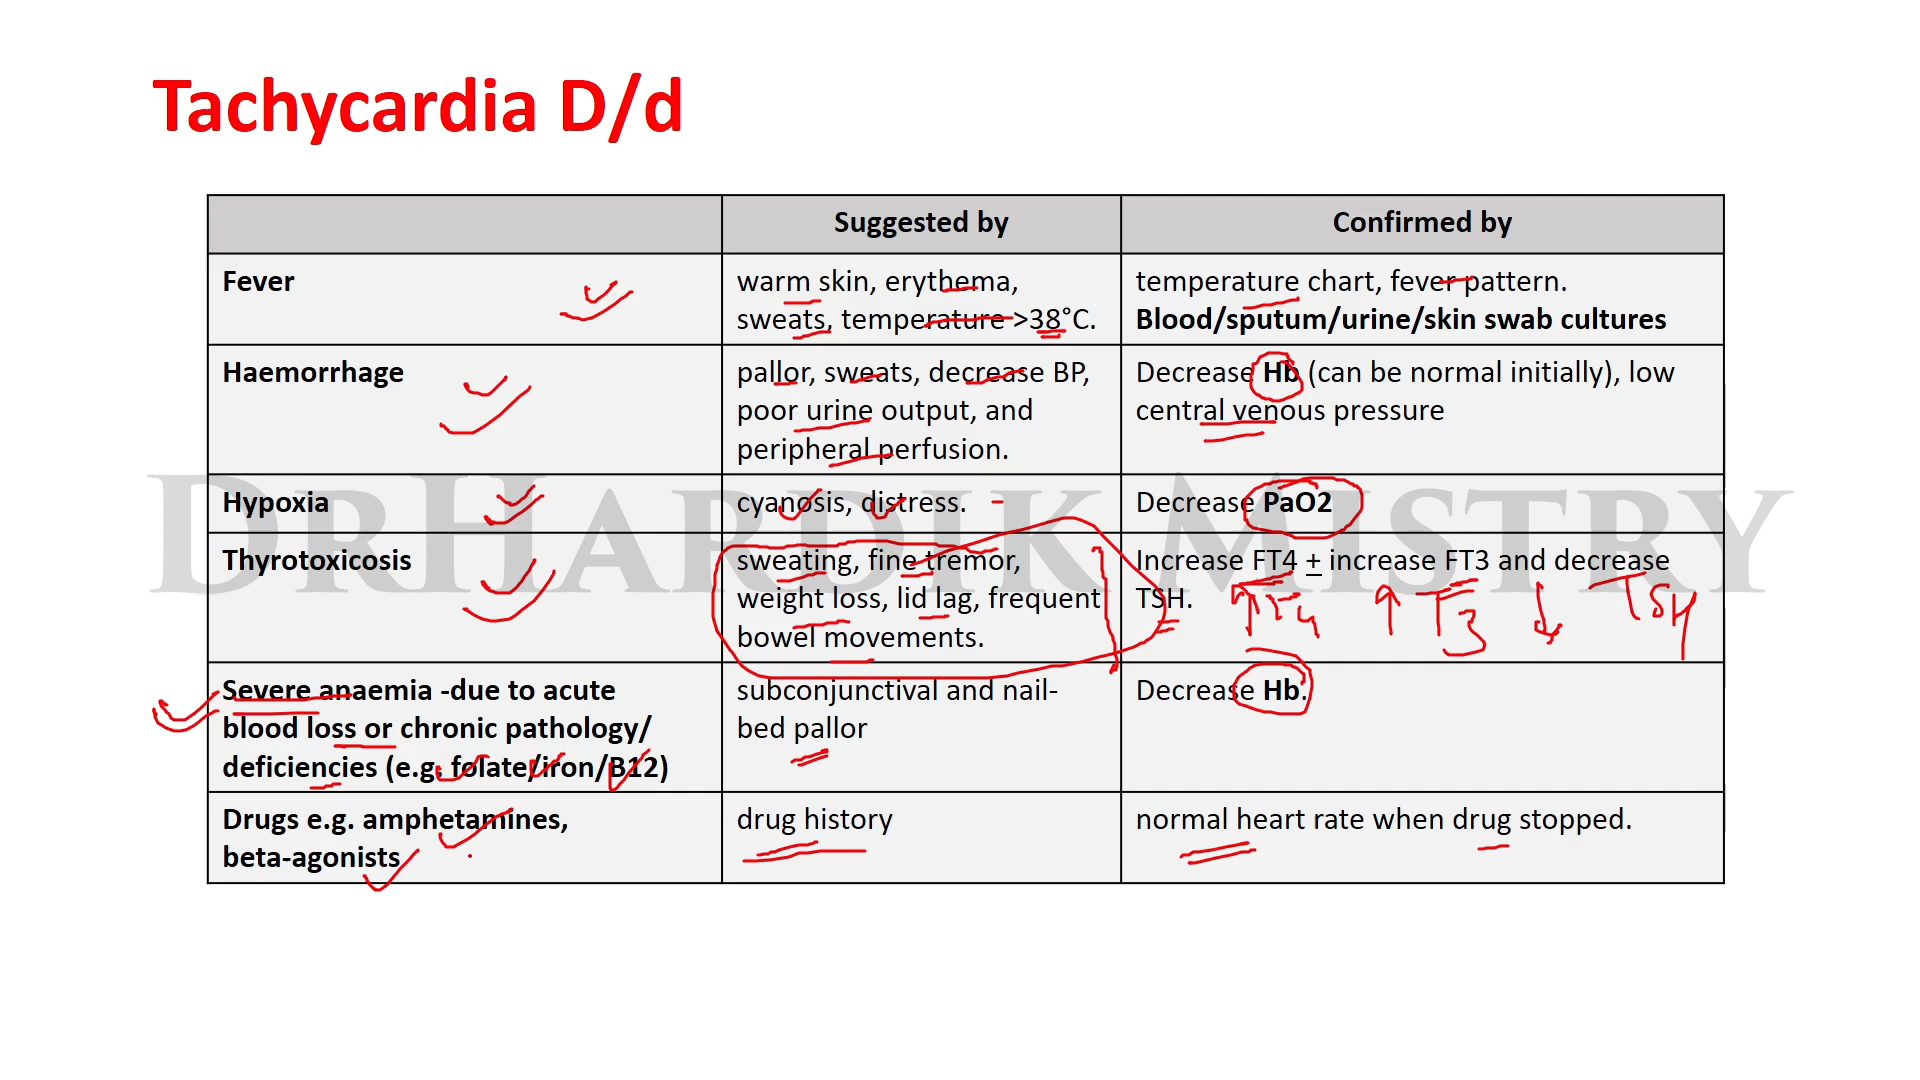 Tachycardia D/d
Suggested by
Confirmed by
Fever
warm skin, erythema,
sweats, temperature >38°C.
temperature chart, fever pattern.
Blood/sputum/urine/skin swab cultures
Haemorrhage
pallor, sweats, decrease BP,
poor urine output, and
peripheral perfusion.
Decrease Hb (can be normal initially), low
central venous pressure
Hypoxia
cyanosis, distress.
Decrease PaO2
Thyrotoxicosis
sweating, fine tremor,
weight loss, lid lag, frequent
bowel movements.
Increase FT4 + increase FT3 and decrease
TSH.
↑ T4 ↑ T3 ↓ TSH
Severe anaemia -due to acute
blood loss or chronic pathology/
deficiencies (e.g. folate/iron/B12)
subconjunctival and nail-
bed pallor
Decrease Hb.
Drugs e.g. amphetamines,
beta-agonists
drug history
normal heart rate when drug stopped.
DRHARDIK MISTRY